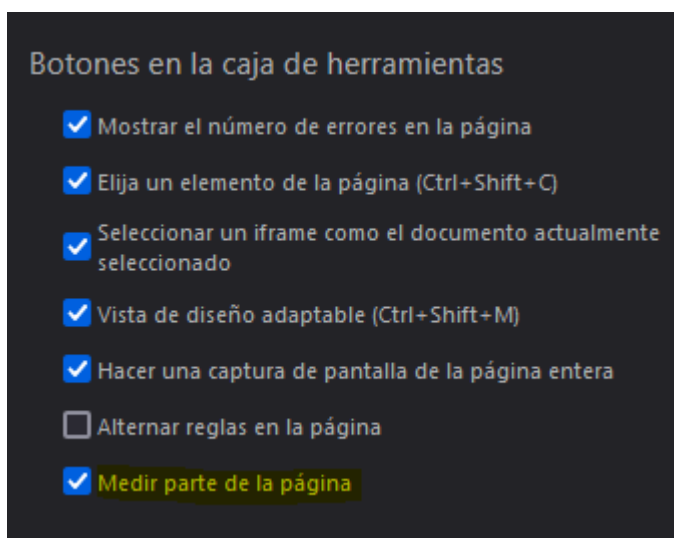 Botones en la caja de herramientas
Mostrar el número de errores en la página
Elija un elemento de la página (Ctrl+Shift+C)
Seleccionar un iframe como el documento actualmente
seleccionado
Vista de diseño adaptable (Ctrl+Shift+M)
Hacer una captura de pantalla de la página entera
Alternar reglas en la página
Medir parte de la página